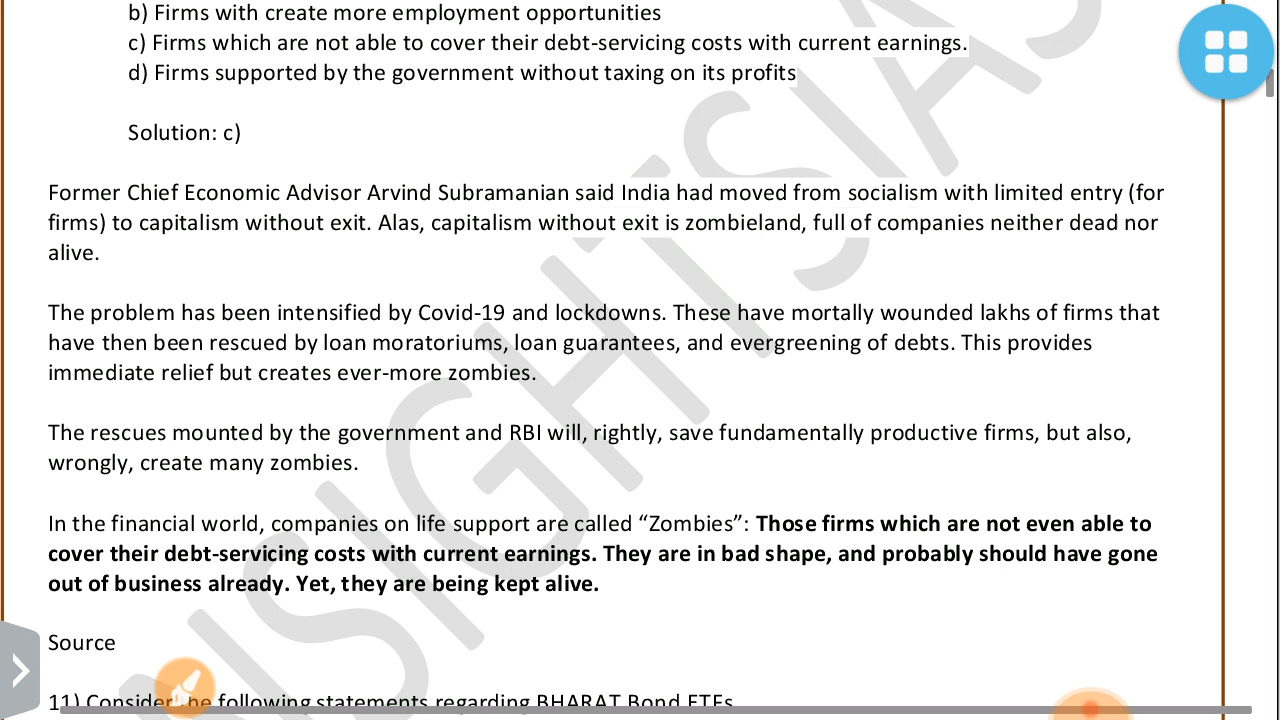 b) Firms with create more employment opportunities
c) Firms which are not able to cover their debt-servicing costs with current earnings.
d) Firms supported by the government without taxing on its profits
Solution: c)
Former Chief Economic Advisor Arvind Subramanian said India had moved from socialism with limited entry (for
firms) to capitalism without exit. Alas, capitalism without exit is zombieland, full of companies neither dead nor
alive.
The problem has been intensified by Covid-19 and lockdowns. These have mortally wounded lakhs of firms that
have then been rescued by loan moratoriums, loan guarantees, and evergreening of debts. This provides
immediate relief but creates ever-more zombies.
The rescues mounted by the government and RBI will, rightly, save fundamentally productive firms, but also,
wrongly, create many zombies.
In the financial world, companies on life support are called “Zombies”: Those firms which are not even able to
cover their debt-servicing costs with current earnings. They are in bad shape, and probably should have gone
out of business already. Yet, they are being kept alive.
Source
11) Consider the following statements regarding BHARAT Bond ETFs
INSIGHTSIAS